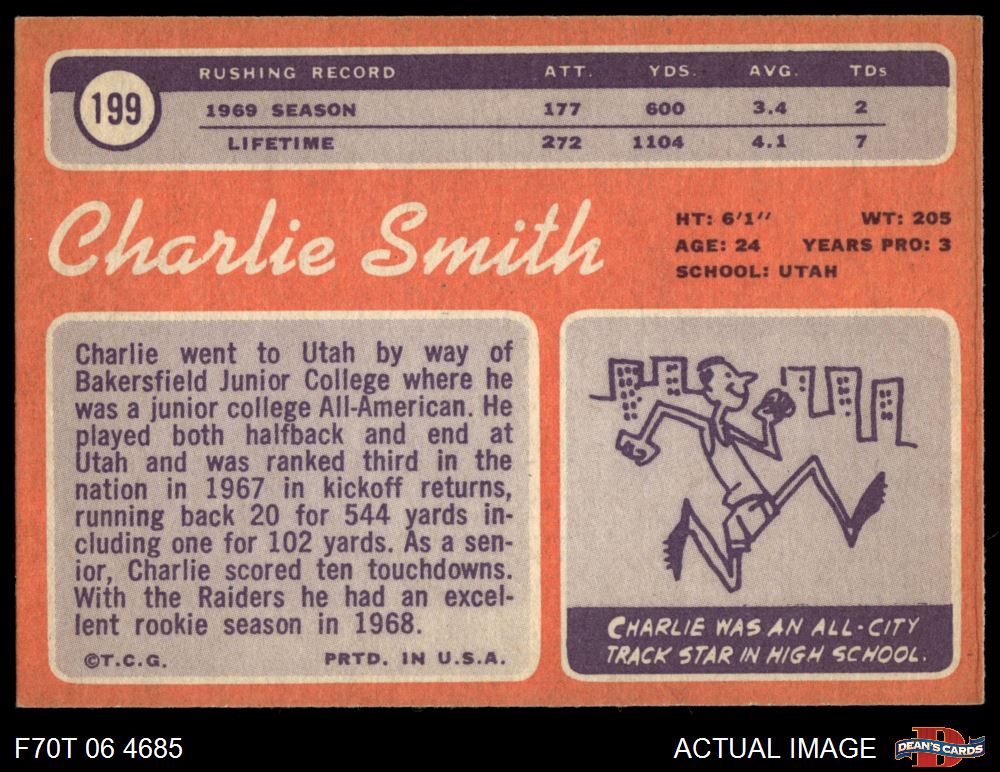 199
RUSHING RECORD ATT. YDS. AVG. TDs
1969 SEASON 177 600 3.4 2
LIFETIME 272 1104 4.1 7
Charlie Smith
HT: 6'1" WT: 205
AGE: 24 YEARS PRO: 3
SCHOOL: UTAH
Charlie went to Utah by way of
Bakersfield Junior College where he
was a junior college All-American. He
played both halfback and end at
Utah and was ranked third in the
nation in 1967 in kickoff returns,
running back 20 for 544 yards in-
cluding one for 102 yards. As a sen-
ior, Charlie scored ten touchdowns.
With the Raiders he had an excel-
lent rookie season in 1968.
©T.C.G. PRTD. IN U.S.A.
CHARLIE WAS AN ALL-CITY
TRACK STAR IN HIGH SCHOOL.
F70T 06 4685
ACTUAL IMAGE
D
DEAN'S CARDS